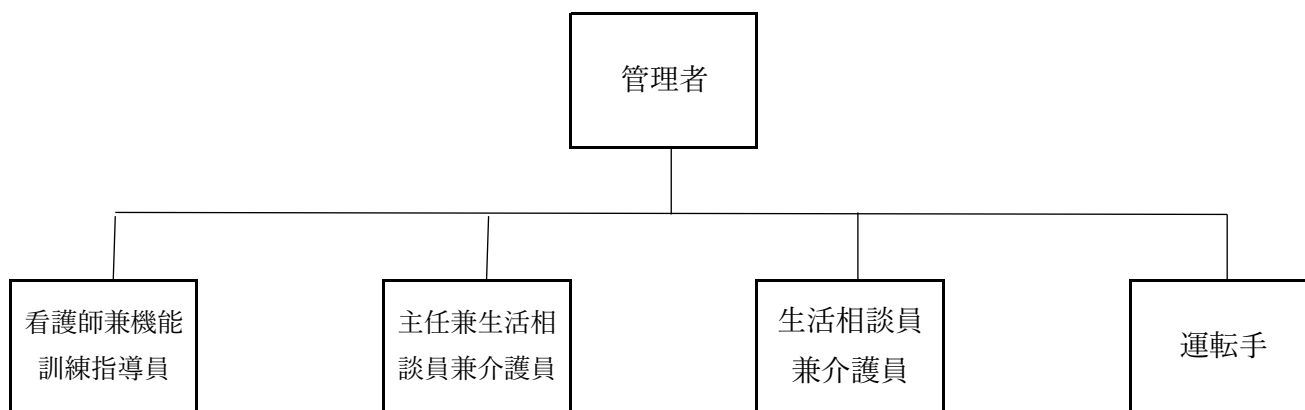 管理者
看護師兼機能
訓練指導員
主任兼生活相
談員兼介護員
生活相談員
兼介護員
運転手